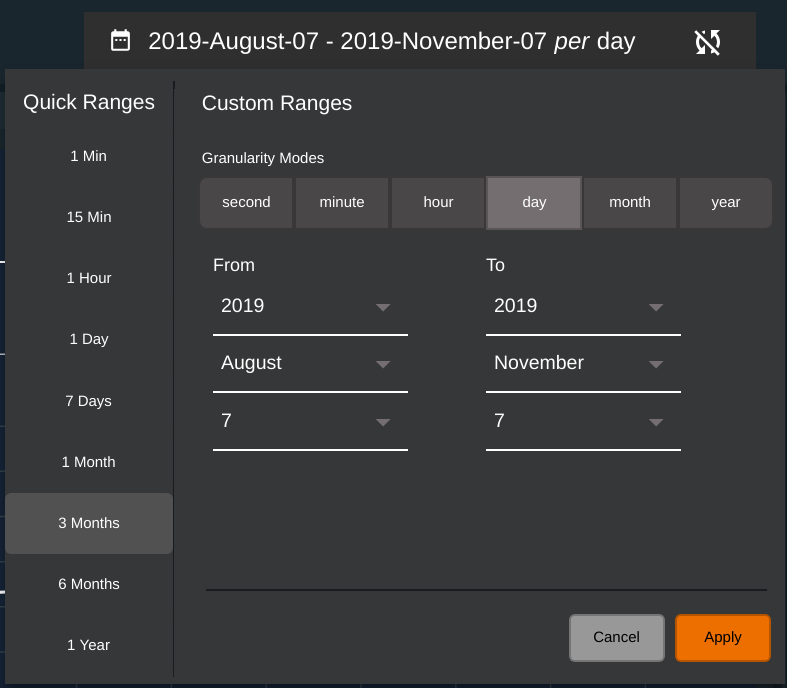 2019-August-07 - 2019-November-07 per day
Quick Ranges
1 Min
15 Min
1 Hour
1 Day
7 Days
1 Month
3 Months
6 Months
1 Year
Custom Ranges
Granularity Modes
second minute hour day month year
From To
2019 2019
August November
7 7
Cancel Apply